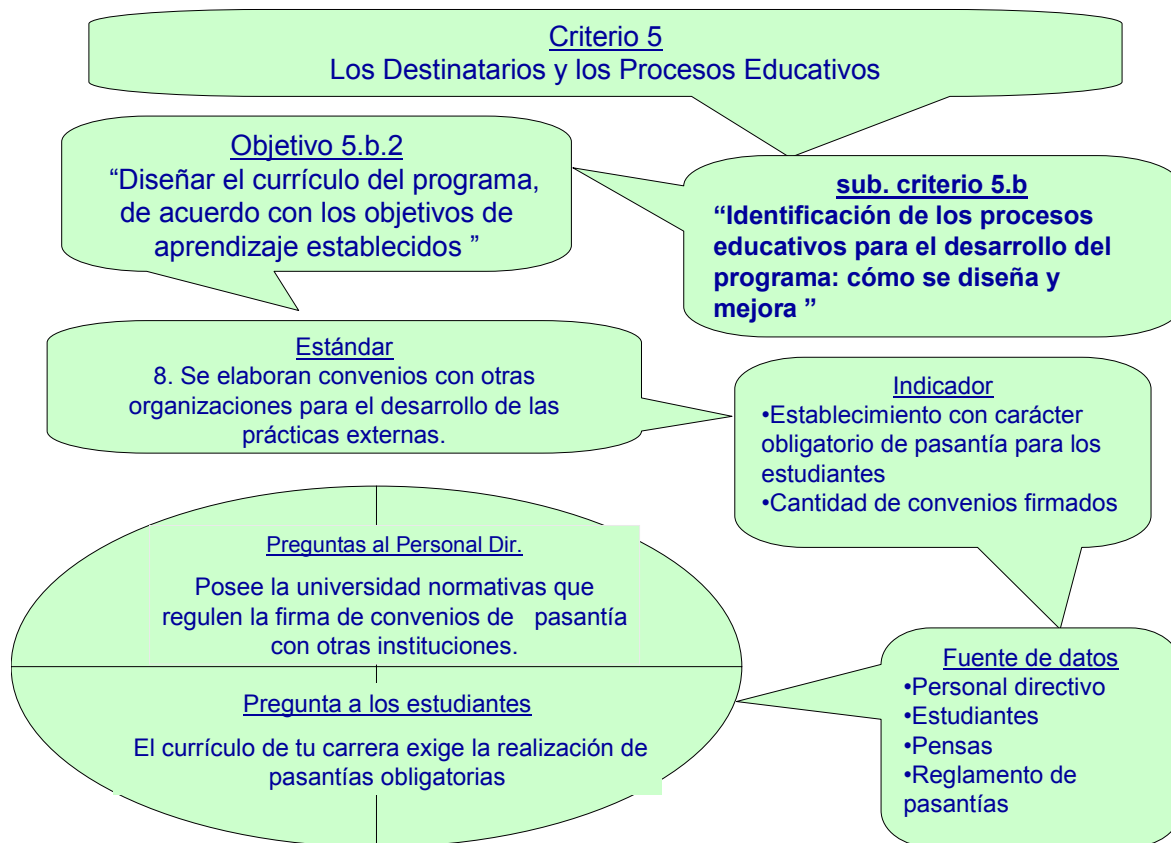 Criterio 5
Los Destinatarios y los Procesos Educativos
Objetivo 5.b.2
“Diseñar el currículo del programa,
de acuerdo con los objetivos de
aprendizaje establecidos ”
sub. criterio 5.b
“Identificación de los procesos
educativos para el desarrollo del
programa: cómo se diseña y
mejora ”
Estándar
8. Se elaboran convenios con otras
organizaciones para el desarrollo de las
prácticas externas.
Indicador
•Establecimiento con carácter
obligatorio de pasantía para los
estudiantes
•Cantidad de convenios firmados
Preguntas al Personal Dir.
Posee la universidad normativas que
regulen la firma de convenios de pasantía
con otras instituciones.
Pregunta a los estudiantes
El currículo de tu carrera exige la realización de
pasantías obligatorias
Fuente de datos
•Personal directivo
•Estudiantes
•Pensas
•Reglamento de
pasantías